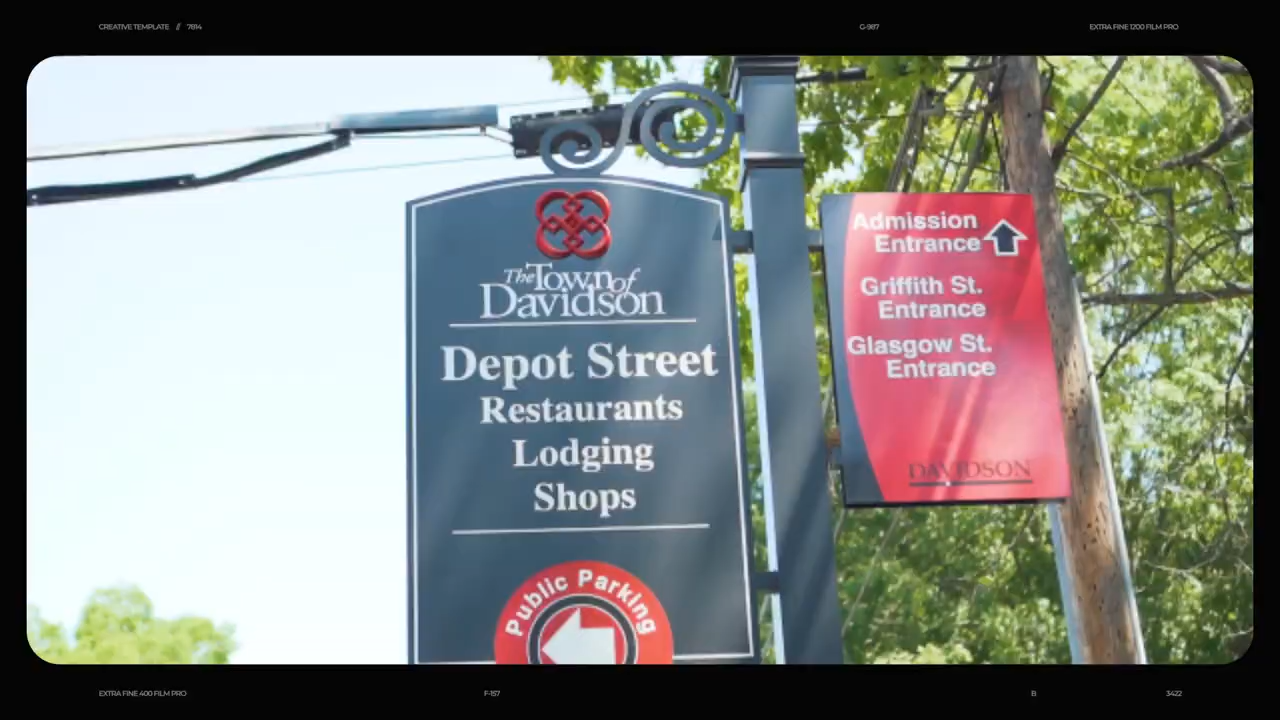 CREATIVE TEMPLATE // 7814
G-987
EXTRA FINE 1200 FILM PRO
The Town of
Davidson
Depot Street
Restaurants
Lodging
Shops
Public Parking
Admission
Entrance
Griffith St.
Entrance
Glasgow St.
Entrance
DAVIDSON
EXTRA FINE 400 FILM PRO
F-157
B
3422